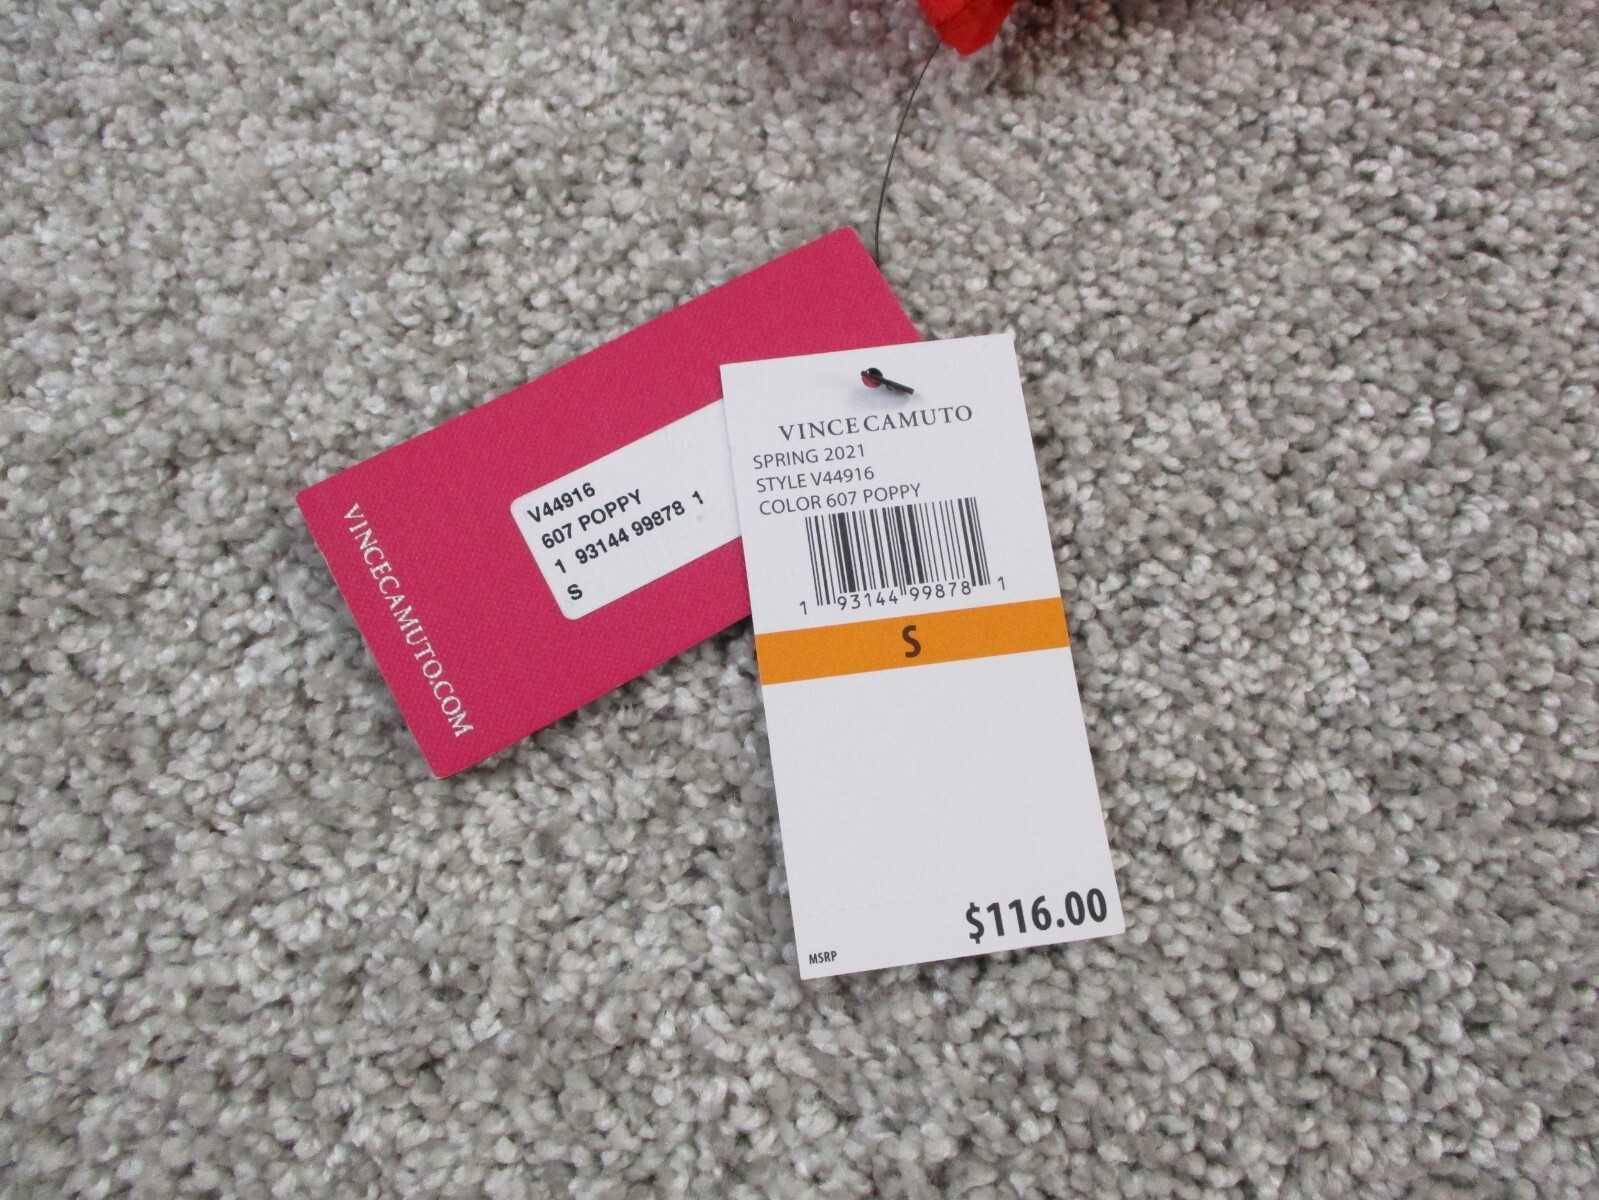 VINCECAMUTO.COM
V44916
607 POPPY
1 93144 99878 1
S
VINCE CAMUTO
SPRING 2021
STYLE V44916
COLOR 607 POPPY
1 93144 99878 1
S
$116.00
MSRP